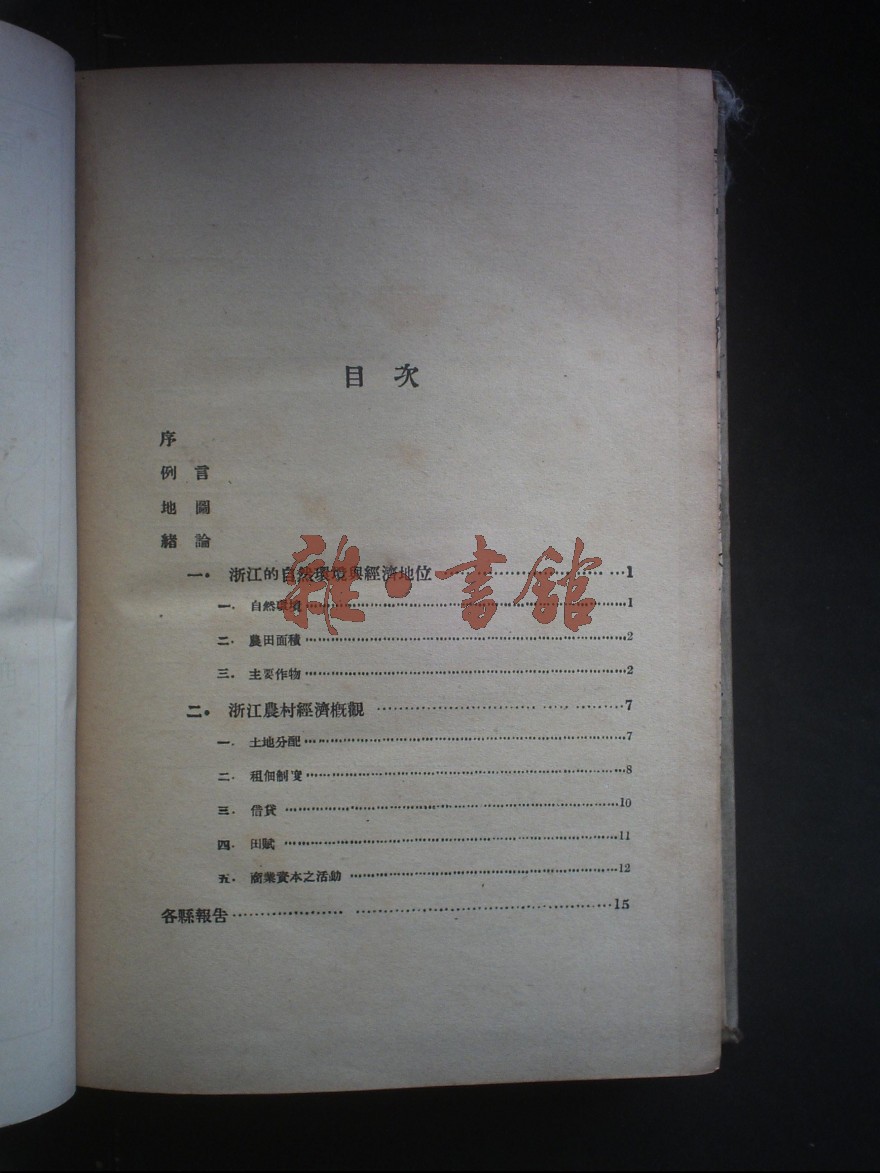 目次
序
例言
地圖
緒論
一. 浙江的自然環境與經濟地位 ……………………… 1
一. 自然環境 ……………………… 1
二. 農田面積 ……………………… 2
三. 主要作物 ……………………… 2
二. 浙江農村經濟概觀 ……………………… 7
一. 土地分配 ……………………… 7
二. 租佃制度 ……………………… 8
三. 借貸 ……………………… 10
四. 田賦 ……………………… 11
五. 商業資本之活動 ……………………… 12
各縣報告 ……………………… 15
雜·書館